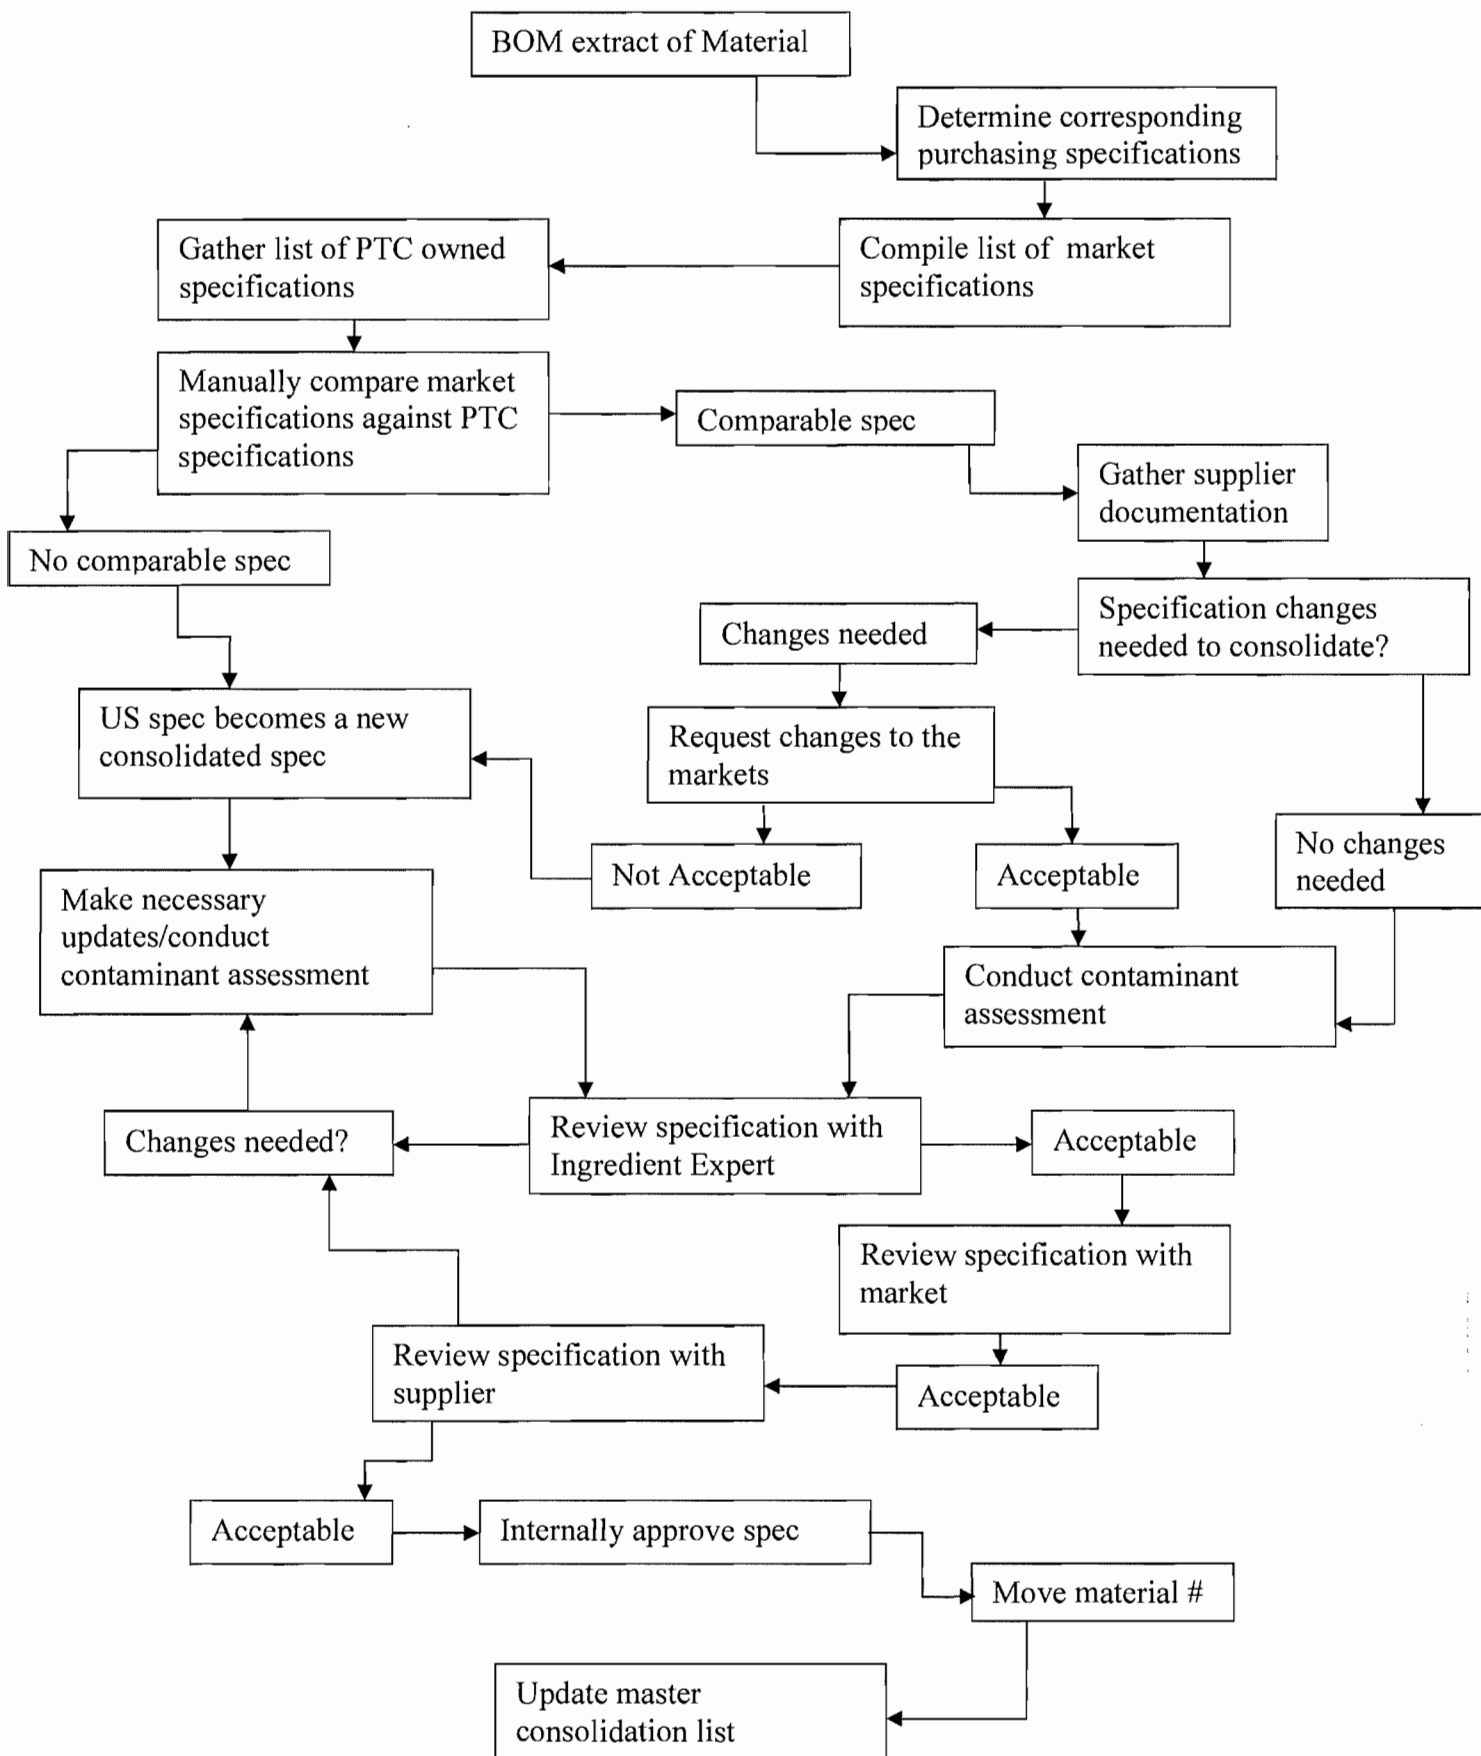 BOM extract of Material
Determine corresponding
purchasing specifications
Compile list of market
specifications
Gather list of PTC owned
specifications
Manually compare market
specifications against PTC
specifications
Comparable spec
Gather supplier
documentation
No comparable spec
Specification changes
needed to consolidate?
Changes needed
US spec becomes a new
consolidated spec
Request changes to the
markets
No changes
needed
Not Acceptable
Acceptable
Make necessary
updates/conduct
contaminant assessment
Conduct contaminant
assessment
Changes needed?
Review specification with
Ingredient Expert
Acceptable
Review specification with
market
Review specification with
supplier
Acceptable
Acceptable
Internally approve spec
Move material #
Update master
consolidation list